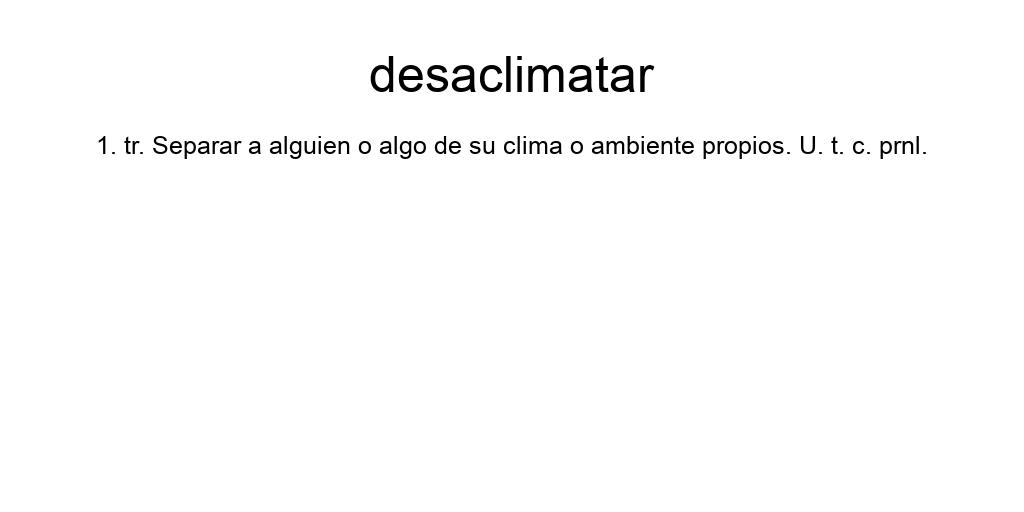 desaclimatar
1. tr. Separar a alguien o algo de su clima o ambiente propios. U. t. c. prnl.